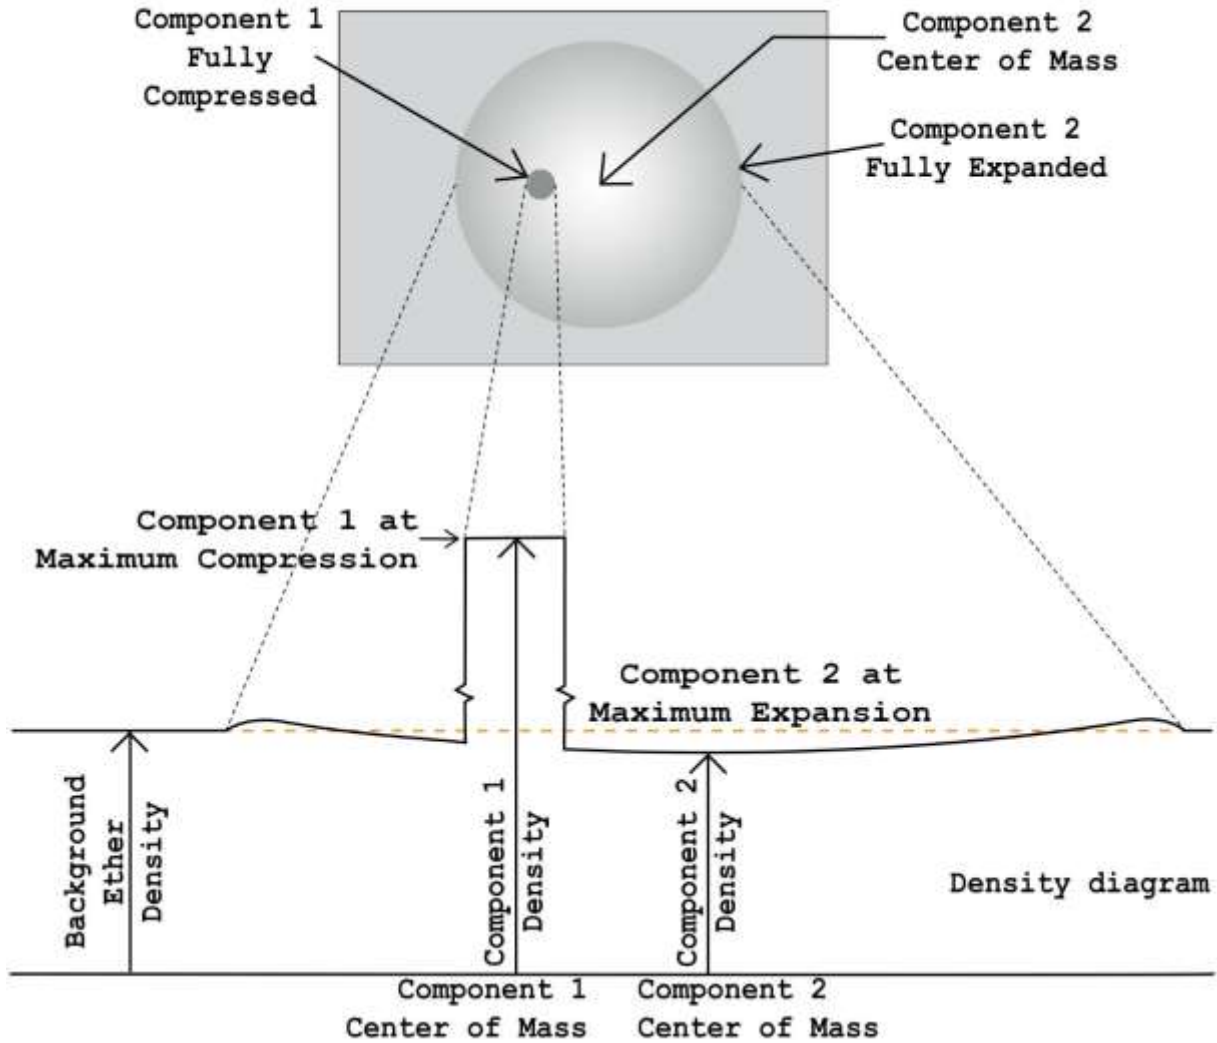 Component 1
Fully
Compressed
Component 2
Center of Mass
Component 2
Fully Expanded
Component 1 at
Maximum Compression
Component 2 at
Maximum Expansion
Background
Ether
Density
Component 1
Density
Component 2
Density
Density diagram
Component 1
Center of Mass
Component 2
Center of Mass